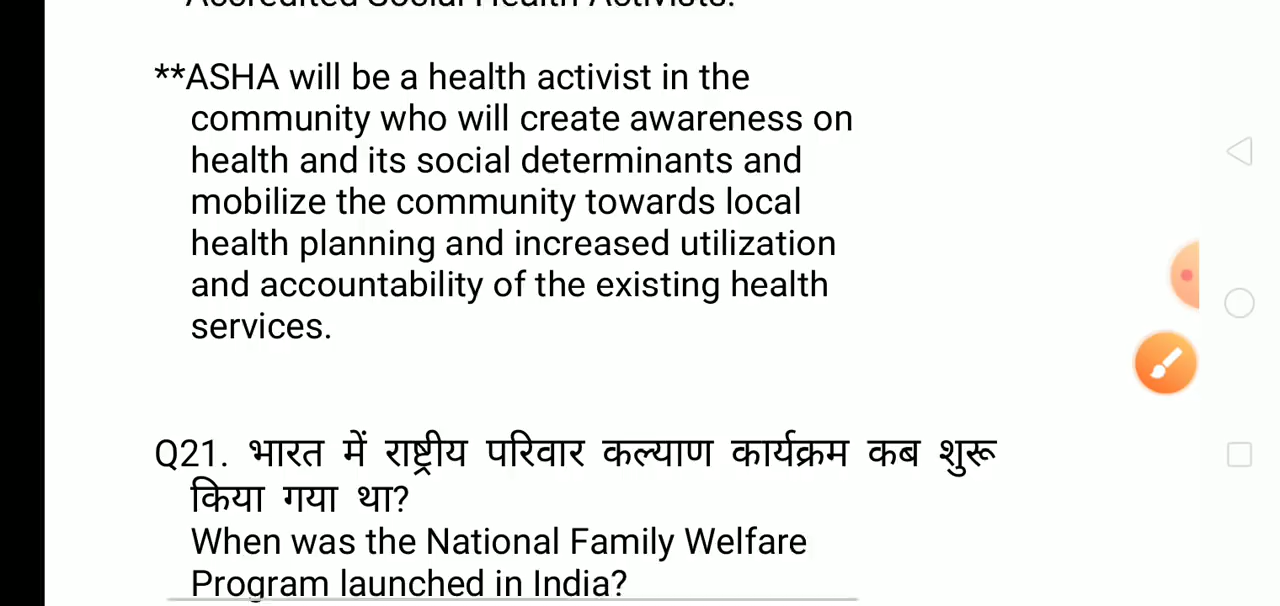 **ASHA will be a health activist in the
community who will create awareness on
health and its social determinants and
mobilize the community towards local
health planning and increased utilization
and accountability of the existing health
services.
Q21. भारत में राष्ट्रीय परिवार कल्याण कार्यक्रम कब शुरू
किया गया था?
When was the National Family Welfare
Program launched in India?